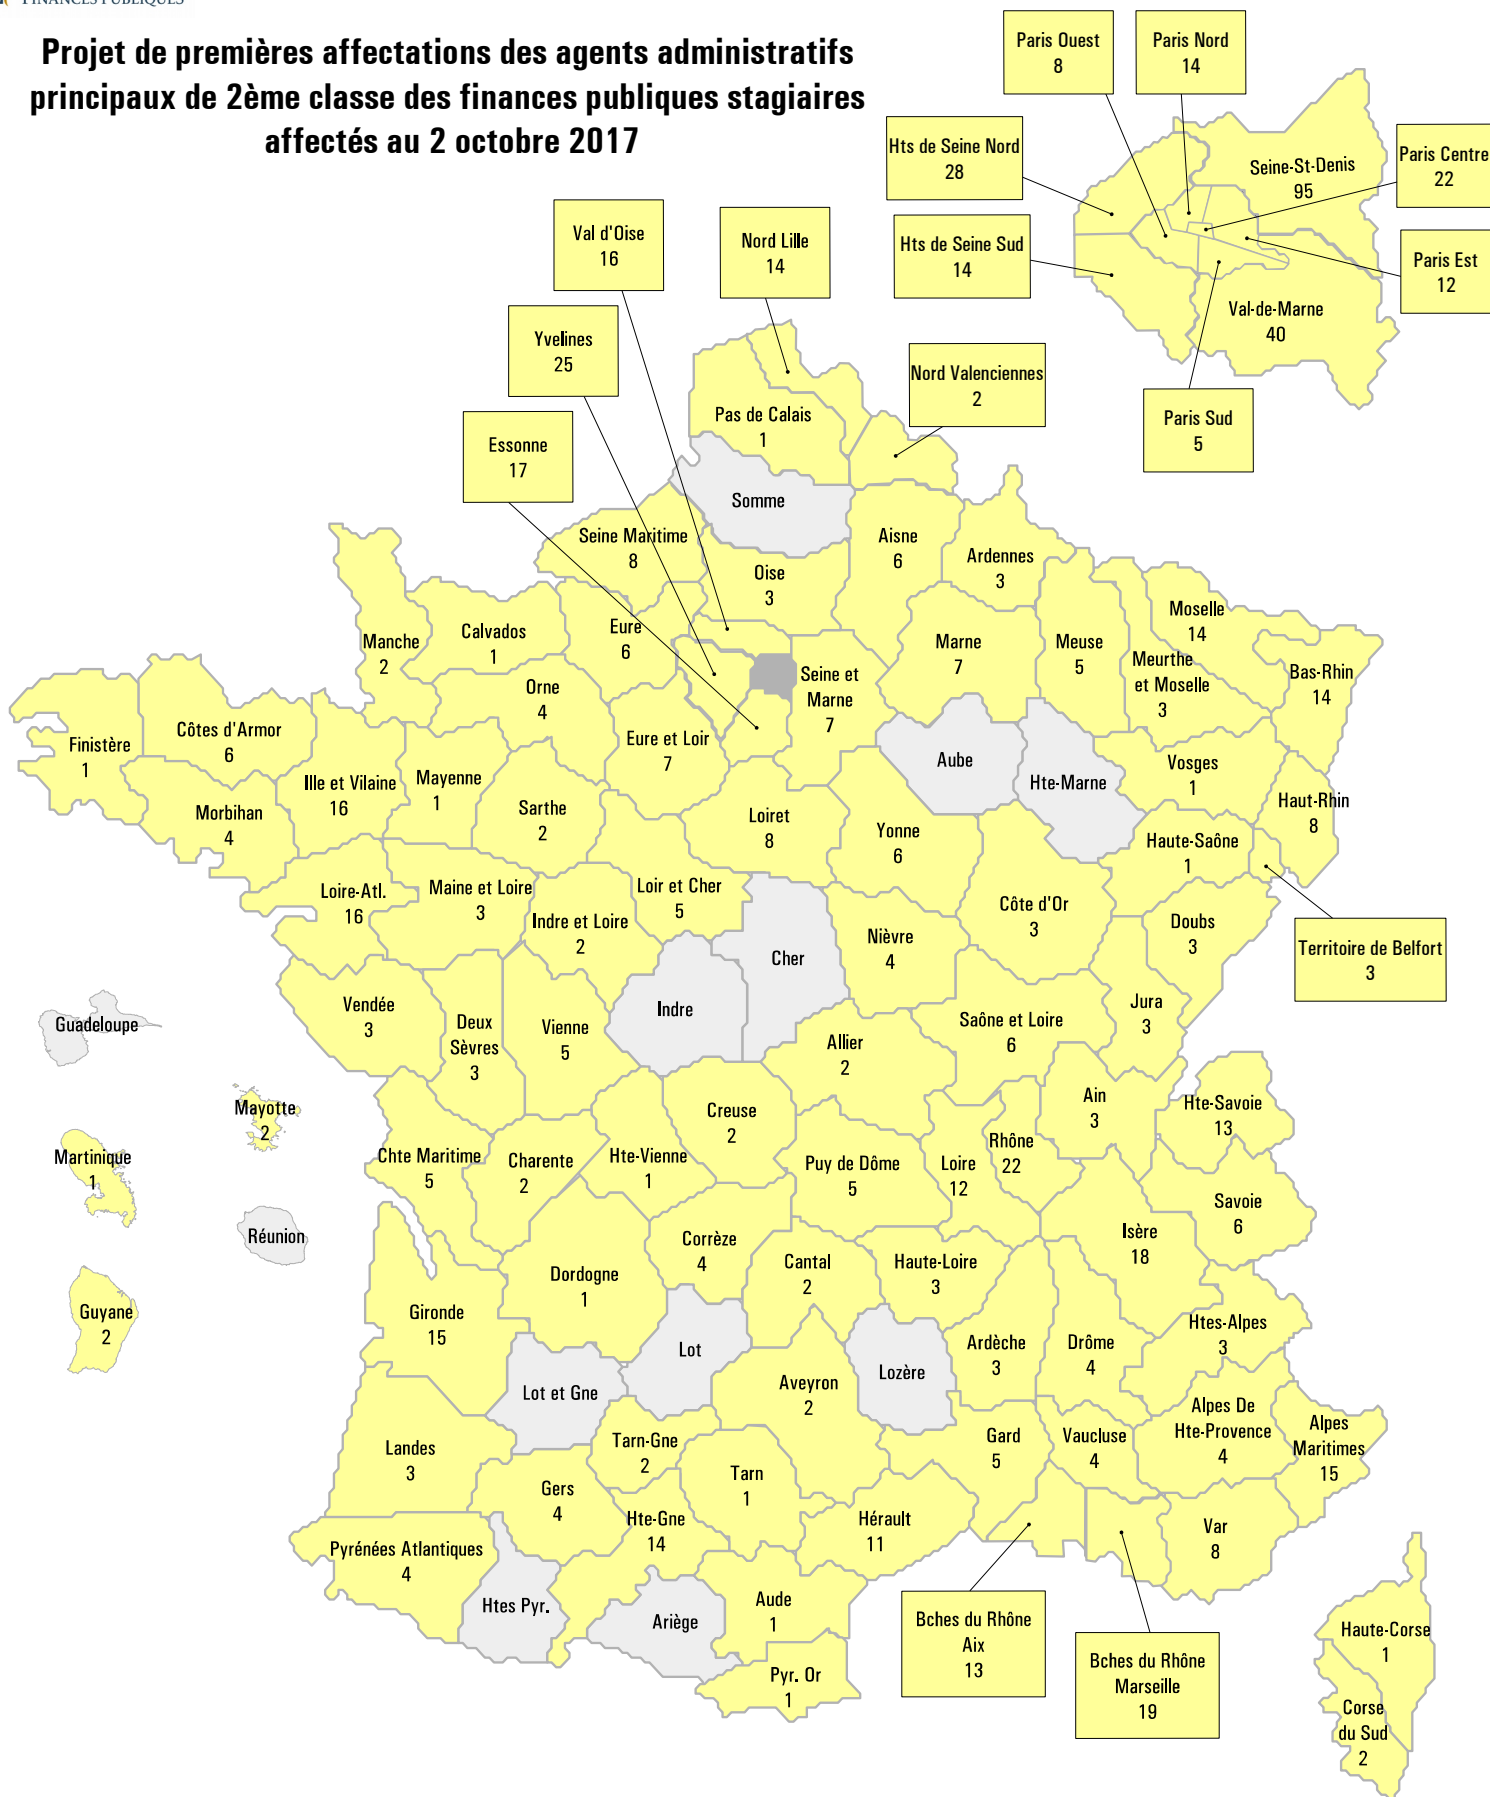 FINANCES PUBLIQUES
Projet de premières affectations des agents administratifs
principaux de 2ème classe des finances publiques stagiaires
affectés au 2 octobre 2017
Paris Ouest
8
Paris Nord
14
Hts de Seine Nord
28
Seine-St-Denis
95
Paris Centre
22
Hts de Seine Sud
14
Paris Est
12
Val-de-Marne
40
Paris Sud
5
Val d'Oise
16
Nord Lille
14
Yvelines
25
Nord Valenciennes
2
Essonne
17
Pas de Calais
1
Somme
Seine Maritime
8
Aisne
6
Ardennes
3
Oise
3
Manche
2
Calvados
1
Eure
6
Marne
7
Meuse
5
Moselle
14
Meurthe
et Moselle
3
Bas-Rhin
14
Seine et
Marne
7
Orne
4
Finistère
1
Côtes d'Armor
6
Eure et Loir
7
Aube
Hte-Marne
Vosges
1
Ille et Vilaine
16
Mayenne
1
Haut-Rhin
8
Morbihan
4
Sarthe
2
Loiret
8
Yonne
6
Haute-Saône
1
Loire-Atl.
16
Maine et Loire
3
Loir et Cher
5
Indre et Loire
2
Côte d'Or
3
Doubs
3
Territoire de Belfort
3
Cher
Nièvre
4
Vendée
3
Indre
Jura
3
Guadeloupe
Deux
Sèvres
3
Vienne
5
Saône et Loire
6
Allier
2
Mayotte
2
Creuse
2
Ain
3
Hte-Savoie
13
Martinique
1
Chte Maritime
5
Charente
2
Hte-Vienne
1
Puy de Dôme
5
Loire
12
Rhône
22
Savoie
6
Réunion
Corrèze
4
Isère
18
Dordogne
1
Cantal
2
Haute-Loire
3
Guyane
2
Gironde
15
Htes-Alpes
3
Lot
Lozère
Ardèche
3
Drôme
4
Lot et Gne
Aveyron
2
Alpes De
Hte-Provence
4
Alpes
Maritimes
15
Landes
3
Tarn-Gne
2
Gard
5
Vaucluse
4
Tarn
1
Gers
4
Hte-Gne
14
Hérault
11
Var
8
Pyrénées Atlantiques
4
Htes Pyr.
Ariège
Aude
1
Bches du Rhône
Aix
13
Haute-Corse
1
Bches du Rhône
Marseille
19
Pyr. Or
1
Corse
du Sud
2